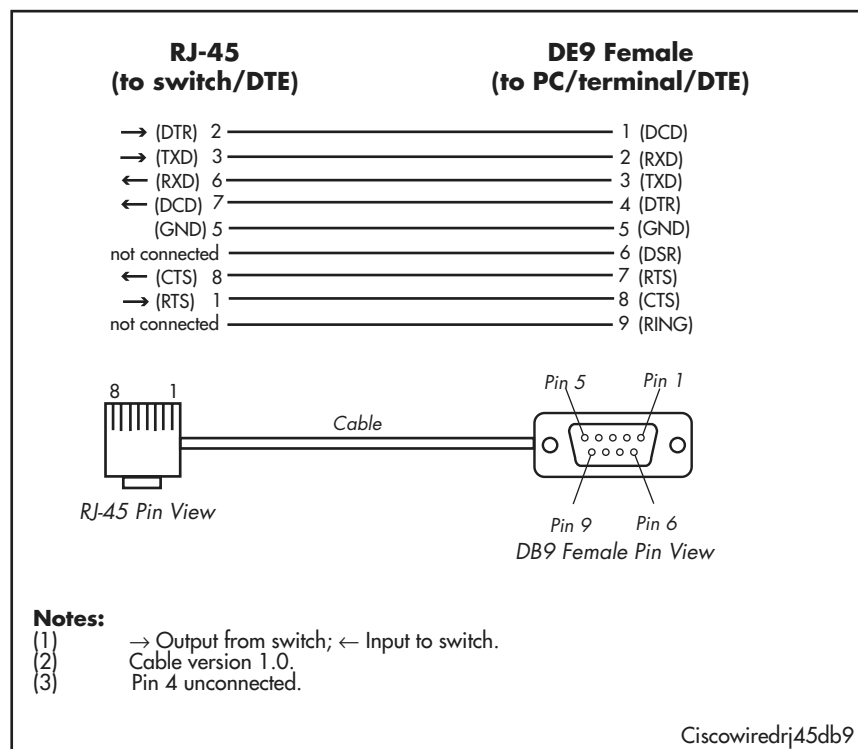 RJ-45 DE9 Female
(to switch/DTE) (to PC/terminal/DTE)
→ (DTR) 2 1 (DCD)
→ (TXD) 3 2 (RXD)
← (RXD) 6 3 (TXD)
← (DCD) 7 4 (DTR)
(GND) 5 5 (GND)
not connected 6 (DSR)
← (CTS) 8 7 (RTS)
→ (RTS) 1 8 (CTS)
not connected 9 (RING)
8 1 Pin 5 Pin 1
Cable
RJ-45 Pin View
Pin 9 Pin 6
DB9 Female Pin View
Notes:
(1) → Output from switch; ← Input to switch.
(2) Cable version 1.0.
(3) Pin 4 unconnected.
Ciscowiredrj45db9